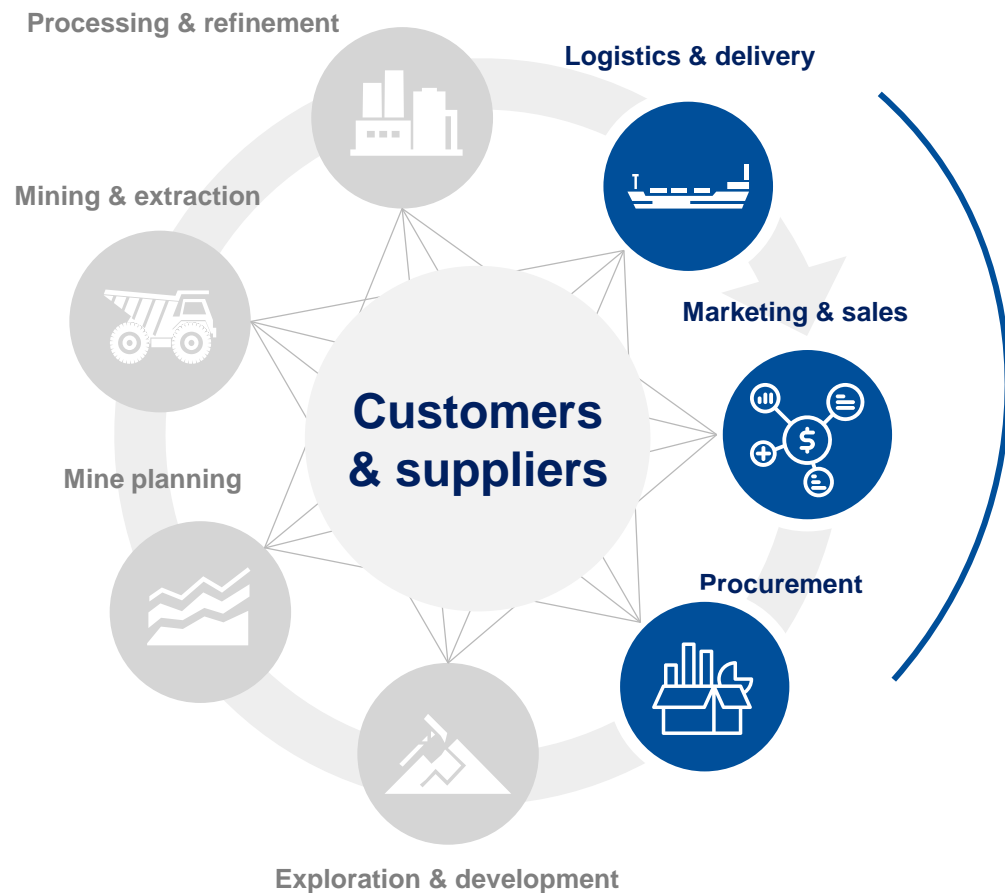 Processing & refinement
Logistics & delivery
Mining & extraction
Marketing & sales
Customers
& suppliers
$
Mine planning
Procurement
Exploration & development